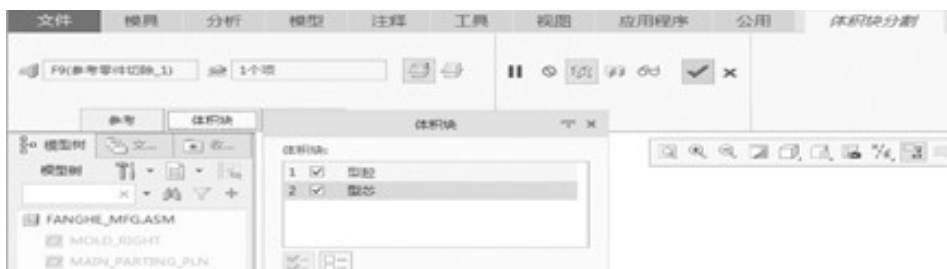 文件 模具 分析 模型 注释 工具 视图 应用程序 公用 体积块分割
F9(参考零件切除_1) 1个项
参考 体积块 体积块
模型树 文... 收...
体积块:
模型树
1 型腔
2 型芯
FANGHE_MFG.ASM
MOLD_RIGHT
MAIN_PARTING_PLN